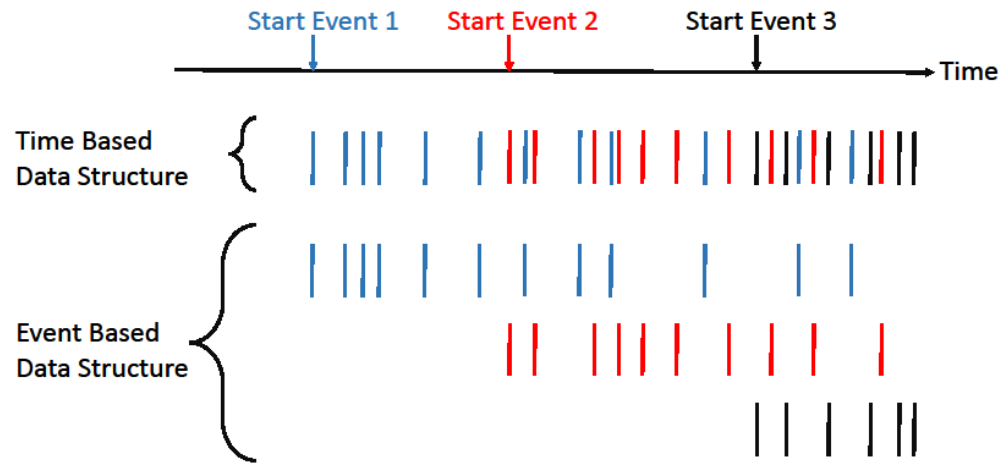 Start Event 1
Start Event 2
Start Event 3
Time
Time Based
Data Structure
Event Based
Data Structure